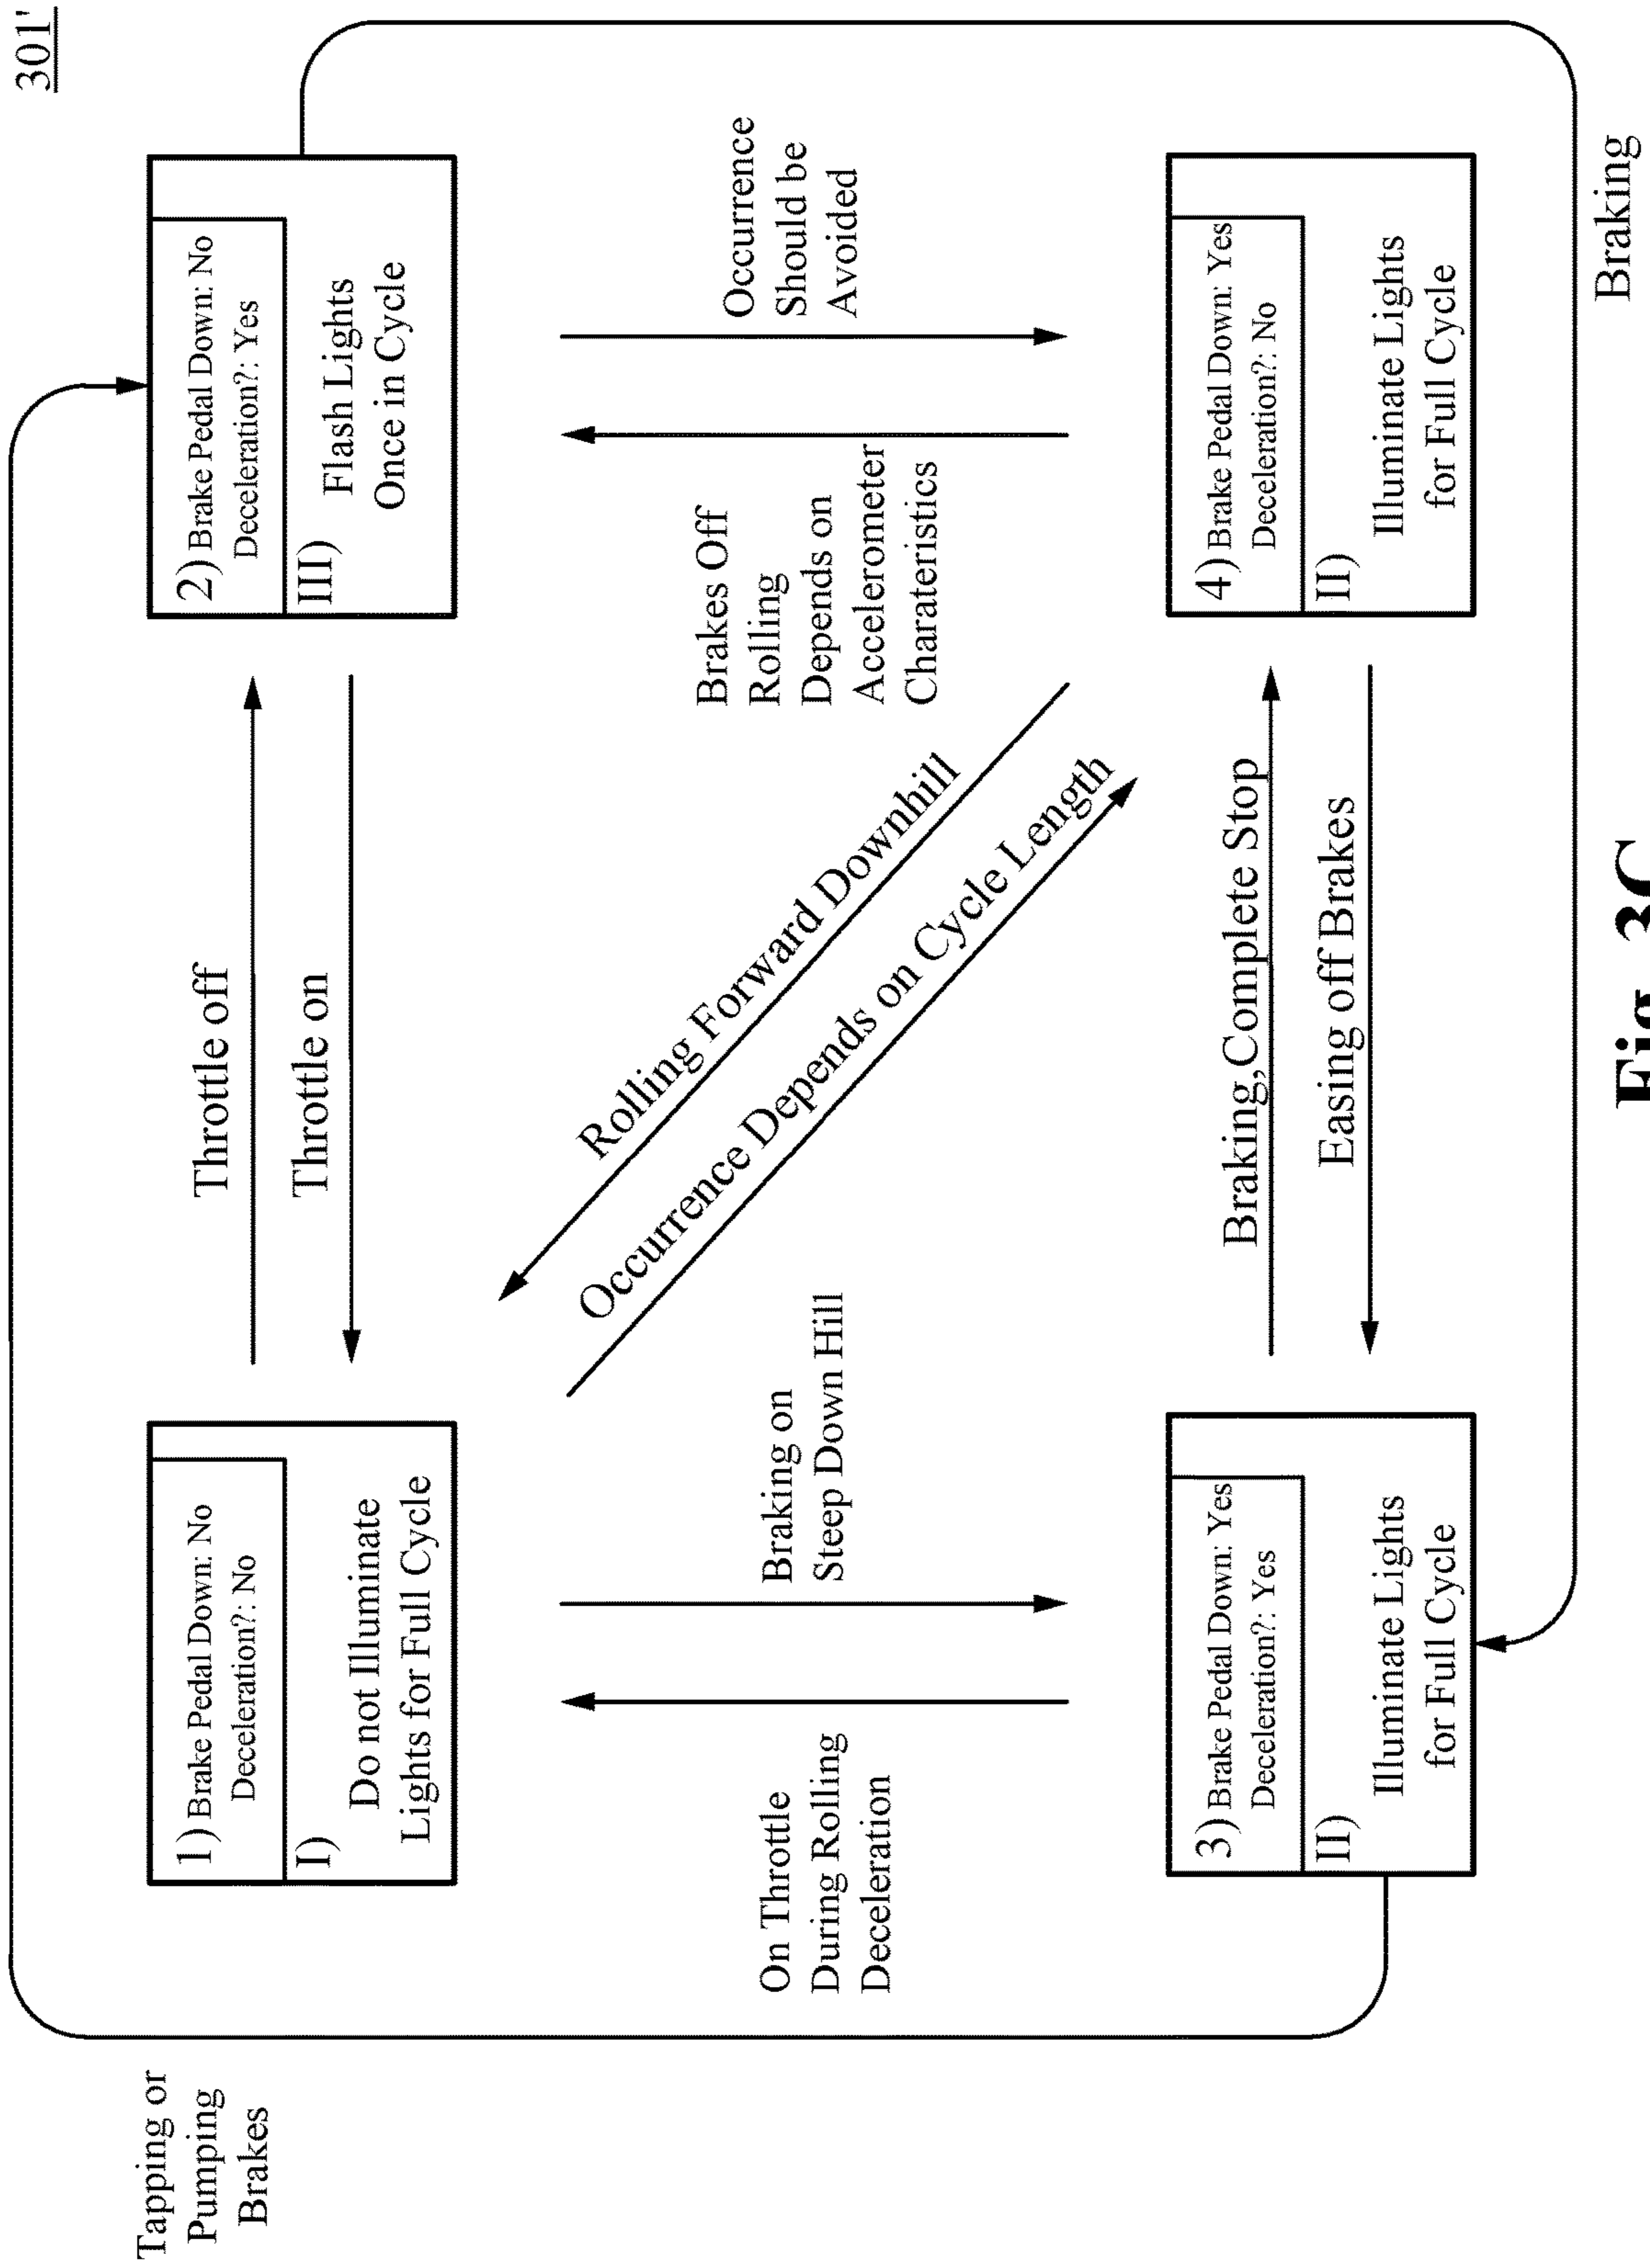 301'
Tapping or
Pumping
Brakes
1) Brake Pedal Down: No
Deceleration?: No
I)
Do not Illuminate
Lights for Full Cycle
Throttle off
Throttle on
2) Brake Pedal Down: No
Deceleration?: Yes
III)
Flash Lights
Once in Cycle
On Throttle
During Rolling
Deceleration
Braking on
Steep Down Hill
Rolling Forward Downhill
Occurrence Depends on Cycle Length
Brakes Off
Rolling
Depends on
Accelerometer
Charateristics
Occurrence
Should be
Avoided
3) Brake Pedal Down: Yes
Deceleration?: Yes
II)
Illuminate Lights
for Full Cycle
Braking,Complete Stop
Easing off Brakes
4) Brake Pedal Down: Yes
Deceleration?: No
II)
Illuminate Lights
for Full Cycle
Braking
Fig. 3C